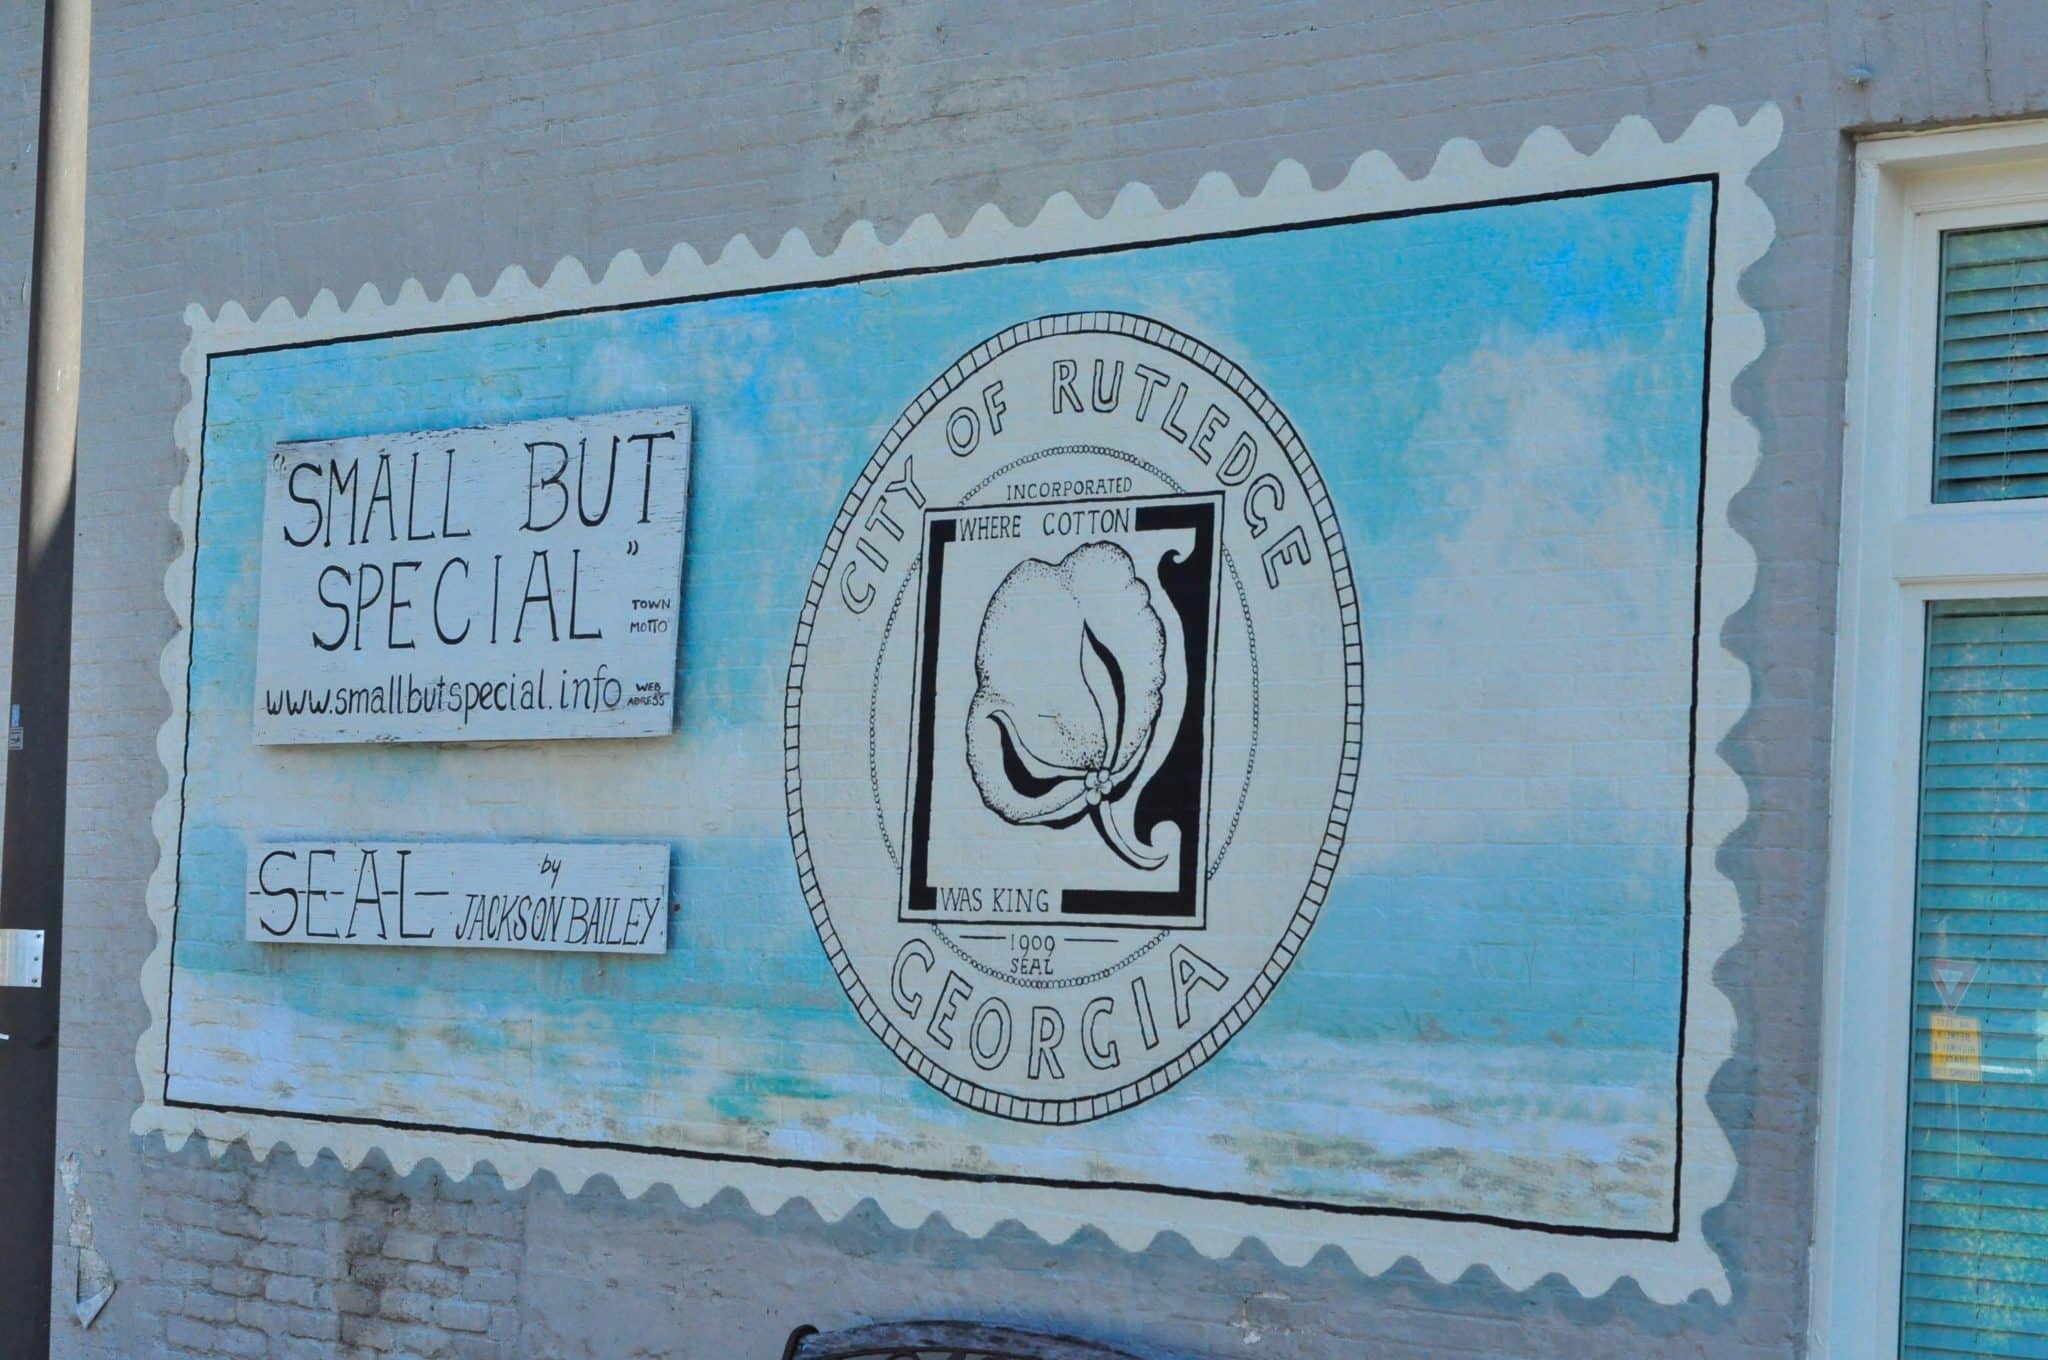 "SMALL BUT
SPECIAL"
TOWN
MOTTO
www.smallbutspecial.info
WEB
ADRESS
SEAL by
JACKSON BAILEY
CITY OF RUTLEDGE
INCORPORATED
WHERE COTTON
WAS KING
1909
SEAL
GEORGIA